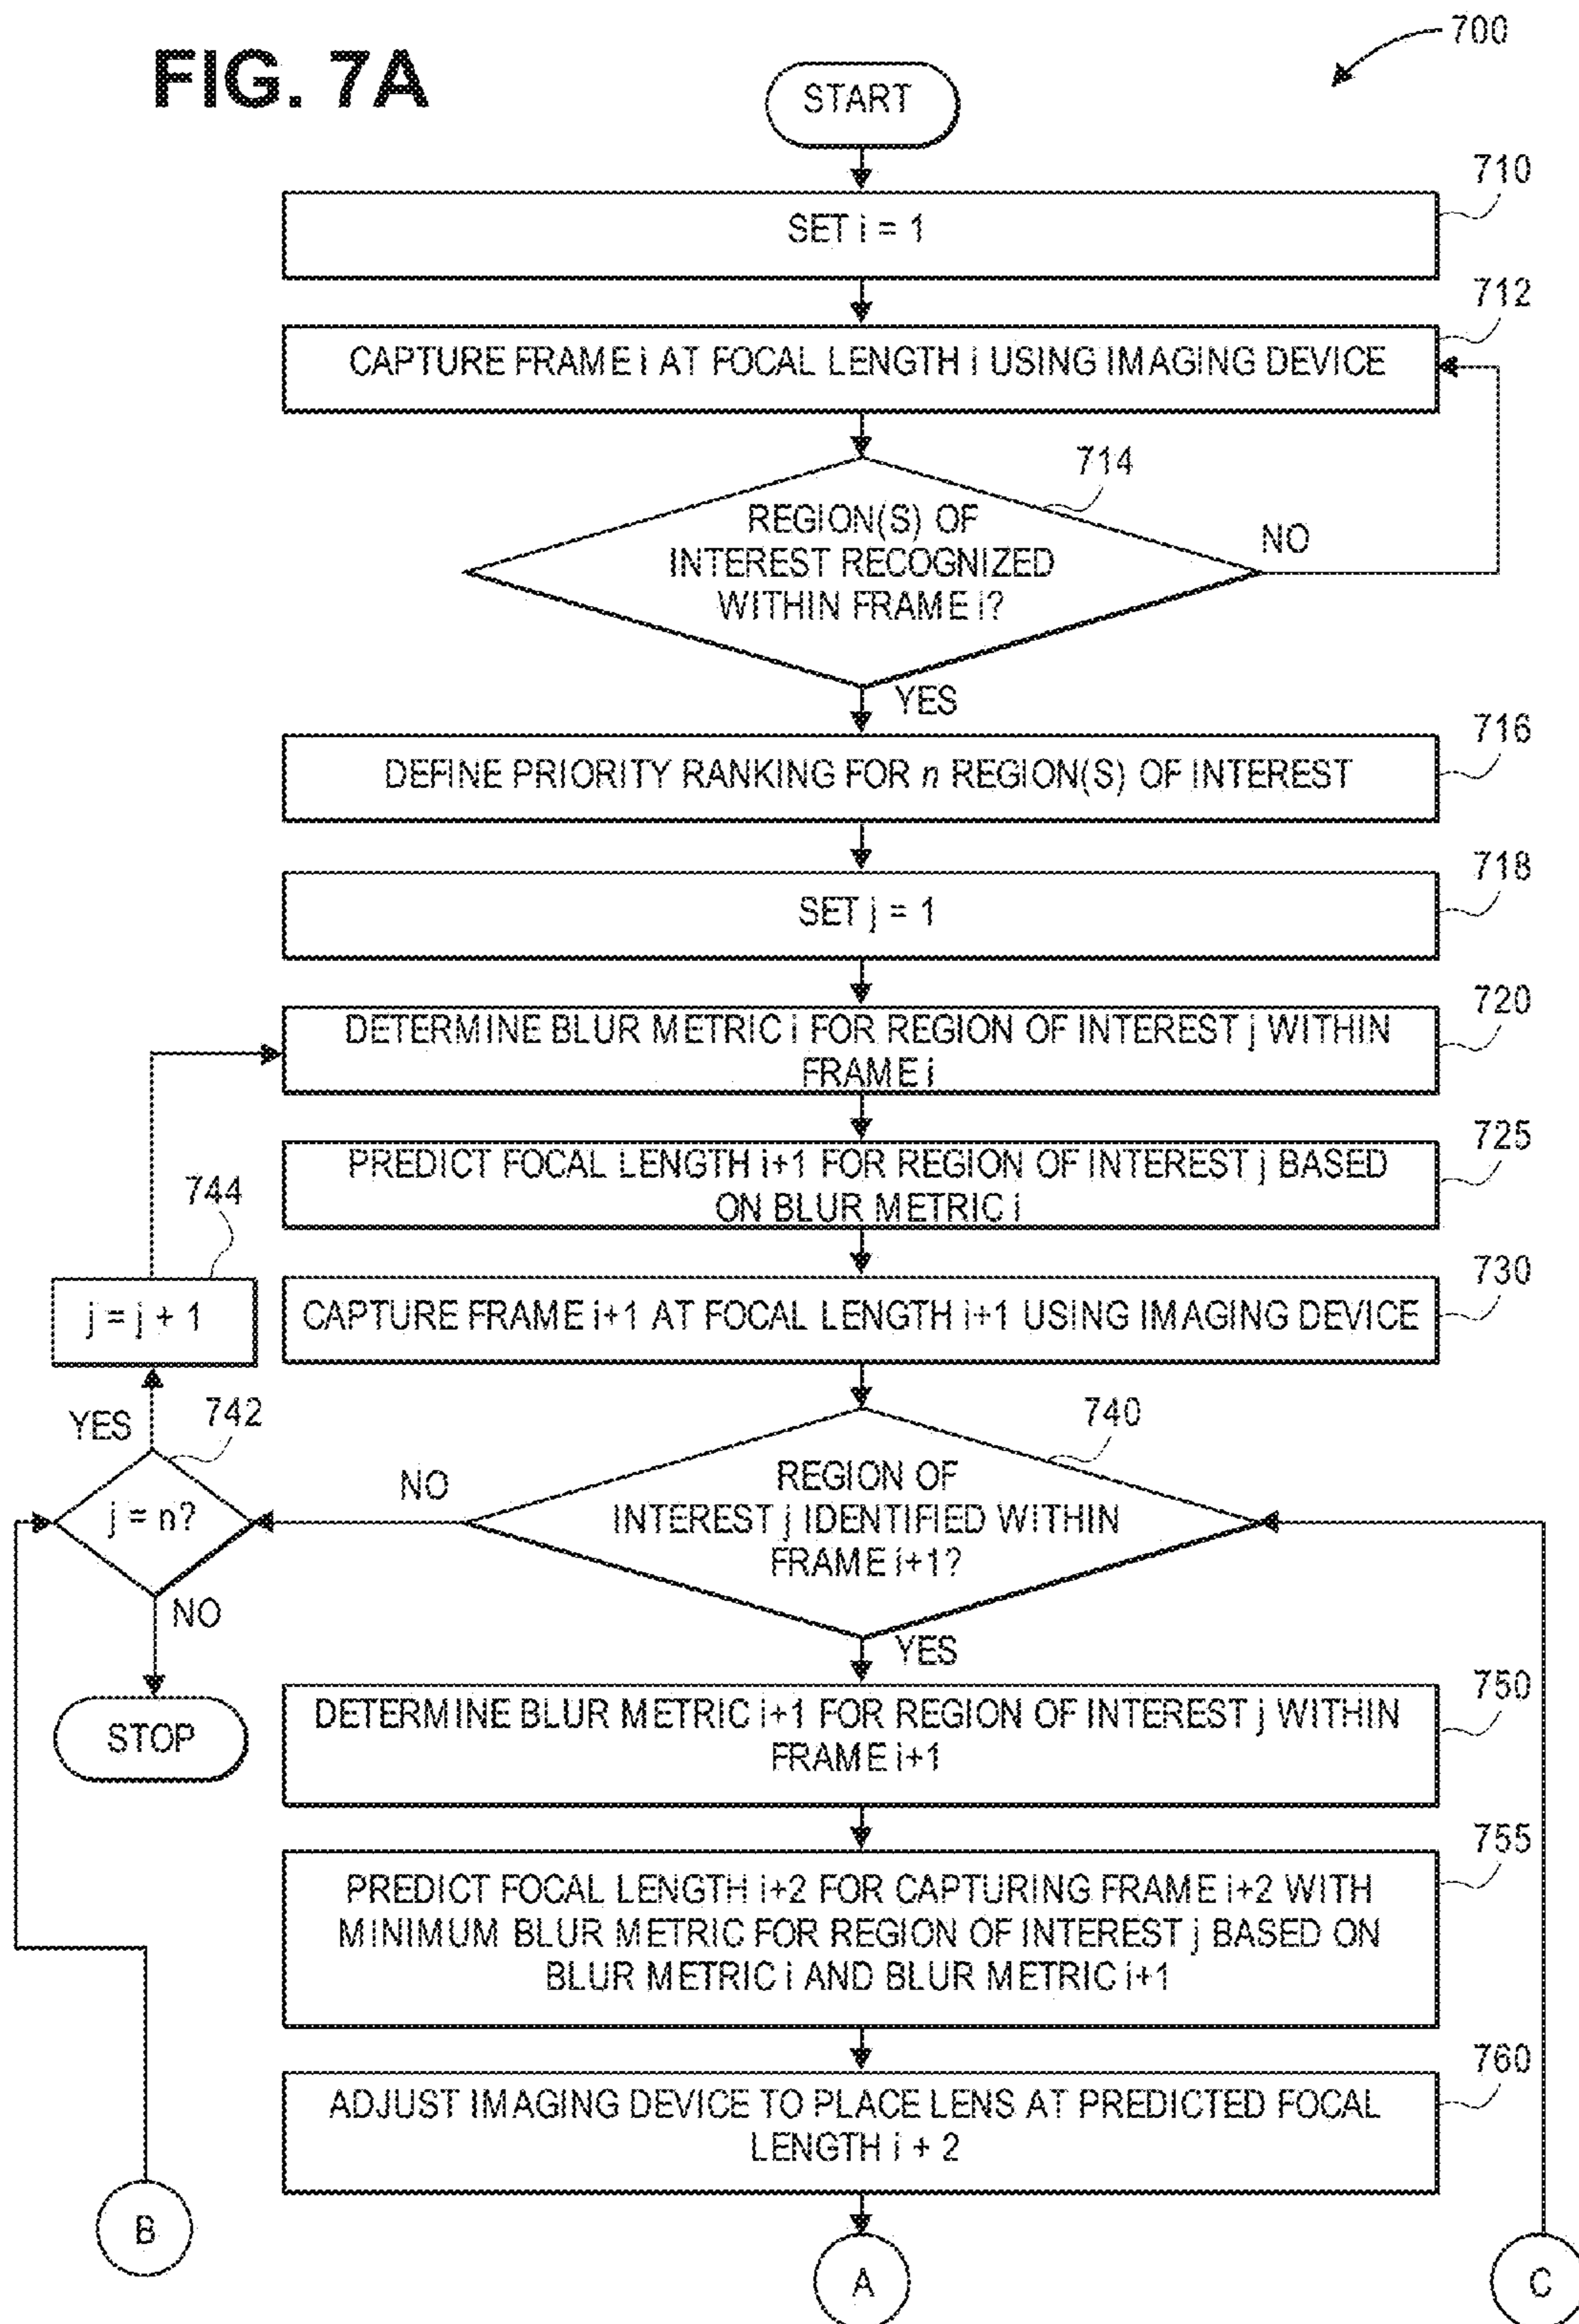 FIG. 7A
700
START
710
SET i = 1
712
CAPTURE FRAME i AT FOCAL LENGTH i USING IMAGING DEVICE
714
REGION(S) OF
INTEREST RECOGNIZED
WITHIN FRAME i?
NO
YES
716
DEFINE PRIORITY RANKING FOR n REGION(S) OF INTEREST
718
SET j = 1
720
DETERMINE BLUR METRIC i FOR REGION OF INTEREST j WITHIN
FRAME i
725
PREDICT FOCAL LENGTH i+1 FOR REGION OF INTEREST j BASED
ON BLUR METRIC i
744
j = j + 1
730
CAPTURE FRAME i+1 AT FOCAL LENGTH i+1 USING IMAGING DEVICE
YES
742
j = n?
NO
STOP
NO
740
REGION OF
INTEREST j IDENTIFIED WITHIN
FRAME i+1?
YES
750
DETERMINE BLUR METRIC i+1 FOR REGION OF INTEREST j WITHIN
FRAME i+1
755
PREDICT FOCAL LENGTH i+2 FOR CAPTURING FRAME i+2 WITH
MINIMUM BLUR METRIC FOR REGION OF INTEREST j BASED ON
BLUR METRIC i AND BLUR METRIC i+1
760
ADJUST IMAGING DEVICE TO PLACE LENS AT PREDICTED FOCAL
LENGTH i + 2
B
A
C